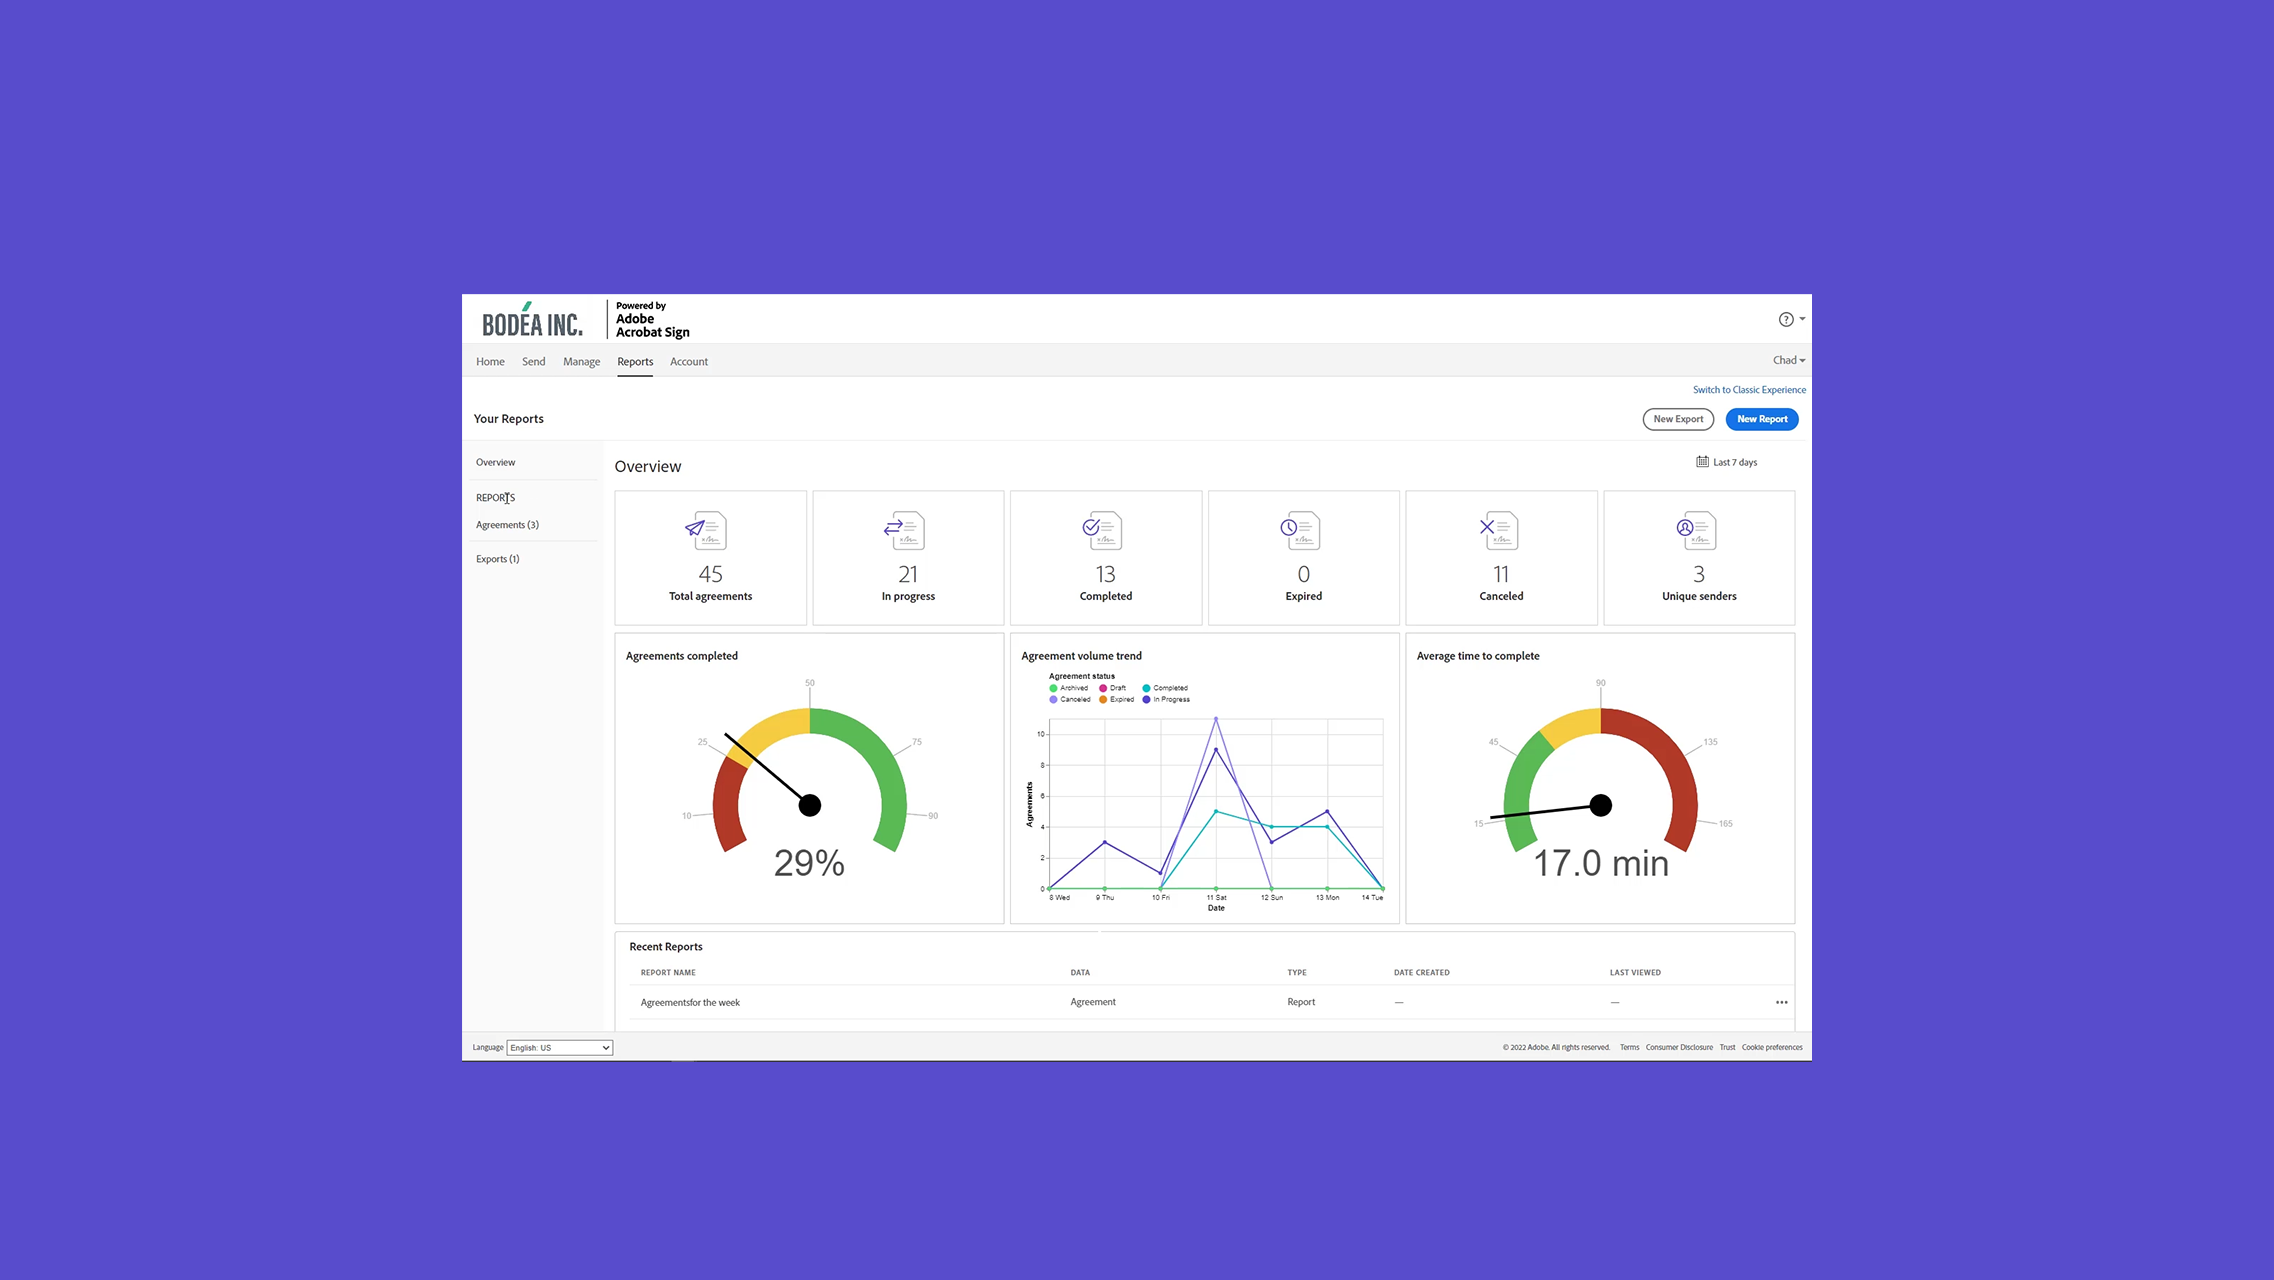 BODÉA INC.
Powered by
Adobe
Acrobat Sign
?
Home Send Manage Reports Account
Chad
Switch to Classic Experience
Your Reports
New Export
New Report
Overview
REPORTS
Agreements (3)
Exports (1)
Overview
Last 7 days
45
Total agreements
21
In progress
13
Completed
0
Expired
11
Canceled
3
Unique senders
Agreements completed
50
25
75
10
90
29%
Agreement volume trend
Agreement status
Archived Draft Completed
Canceled Expired In Progress
Agreements
10
8
6
4
2
0
8 Wed 9 Thu 10 Fri 11 Sat 12 Sun 13 Mon 14 Tue
Date
Average time to complete
90
45
135
15
165
17.0 min
Recent Reports
REPORT NAME DATA TYPE DATE CREATED LAST VIEWED
Agreementsfor the week Agreement Report — — •••
Language English: US
© 2022 Adobe. All rights reserved. Terms Consumer Disclosure Trust Cookie preferences